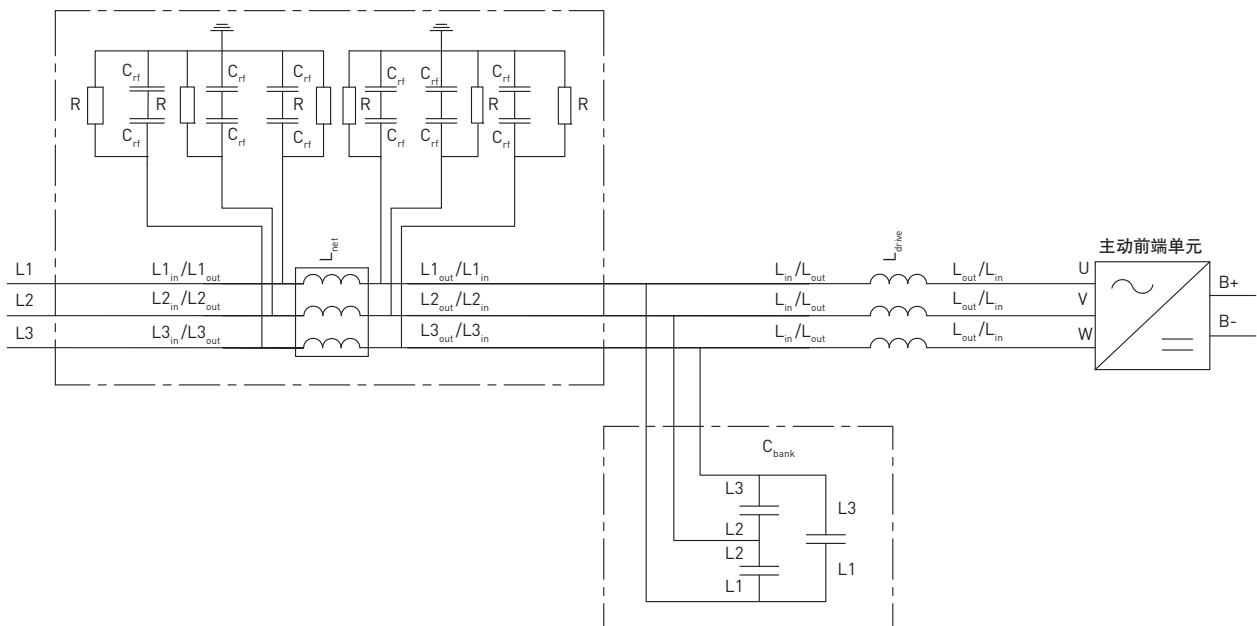 C_rf C_rf C_rf C_rf C_rf C_rf
R R R R R R
C_rf C_rf C_rf C_rf C_rf C_rf
L_net
L_drive
主动前端单元
L1 L1_in/L1_out L1_out/L1_in L_in/L_out L_out/L_in U
B+
L2 L2_in/L2_out L2_out/L2_in L_in/L_out L_out/L_in V
B-
L3 L3_in/L3_out L3_out/L3_in L_in/L_out L_out/L_in W
C_bank
L3
L3
L2
L2
L1
L1